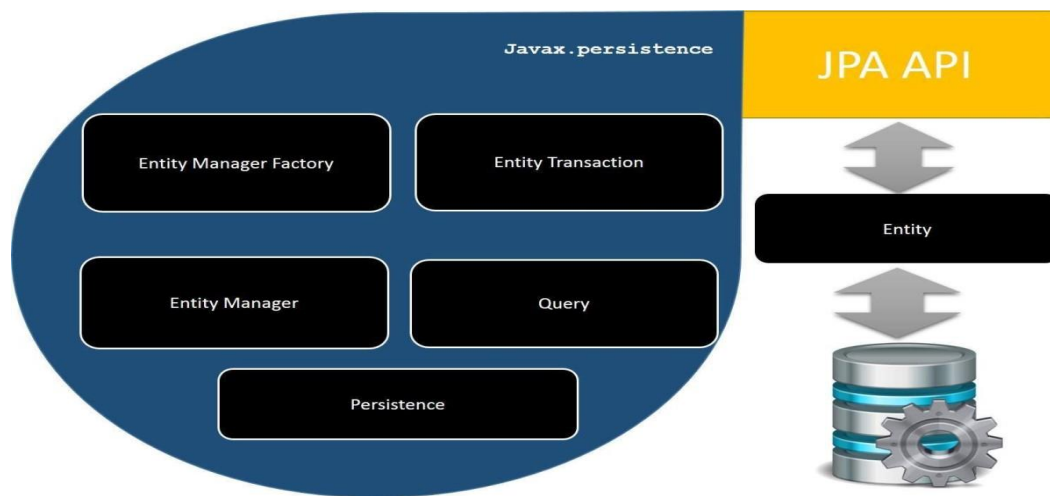 Javax.persistence
JPA API
Entity Manager Factory
Entity Transaction
Entity
Entity Manager
Query
Persistence